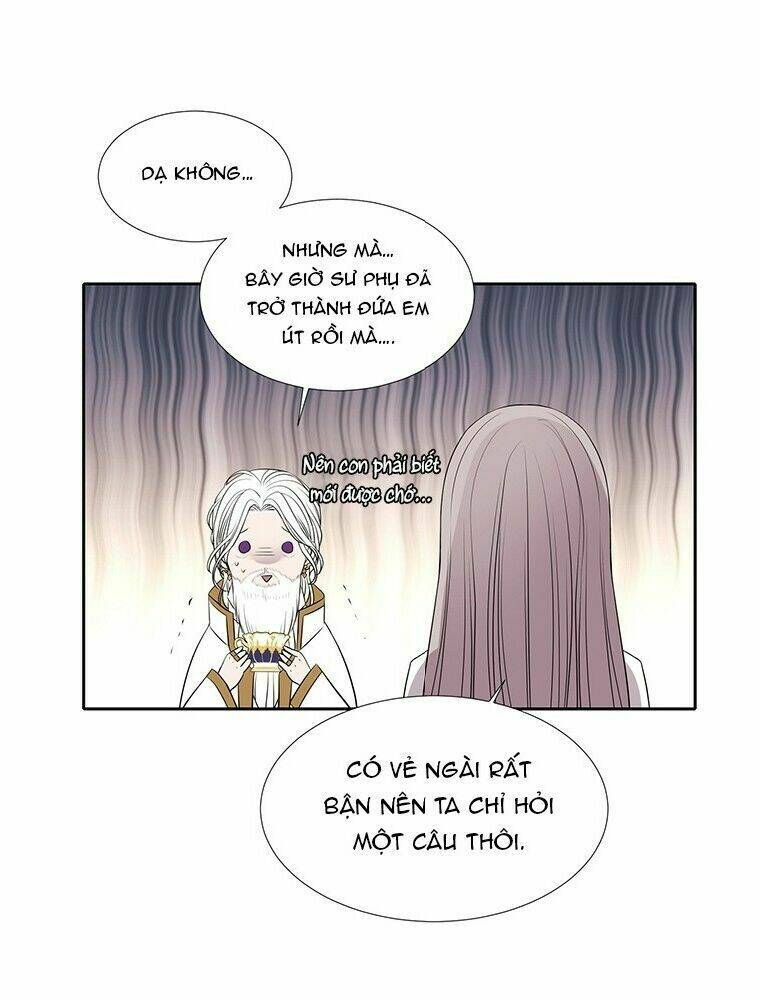 DẠ KHÔNG...
NHƯNG MÀ...
BÂY GIỜ SƯ PHỤ ĐÃ
TRỞ THÀNH ĐỨA EM
ÚT RỒI MÀ....
Nên con phải biết
mới được chớ...
CÓ VẺ NGÀI RẤT
BẬN NÊN TA CHỈ HỎI
MỘT CÂU THÔI.